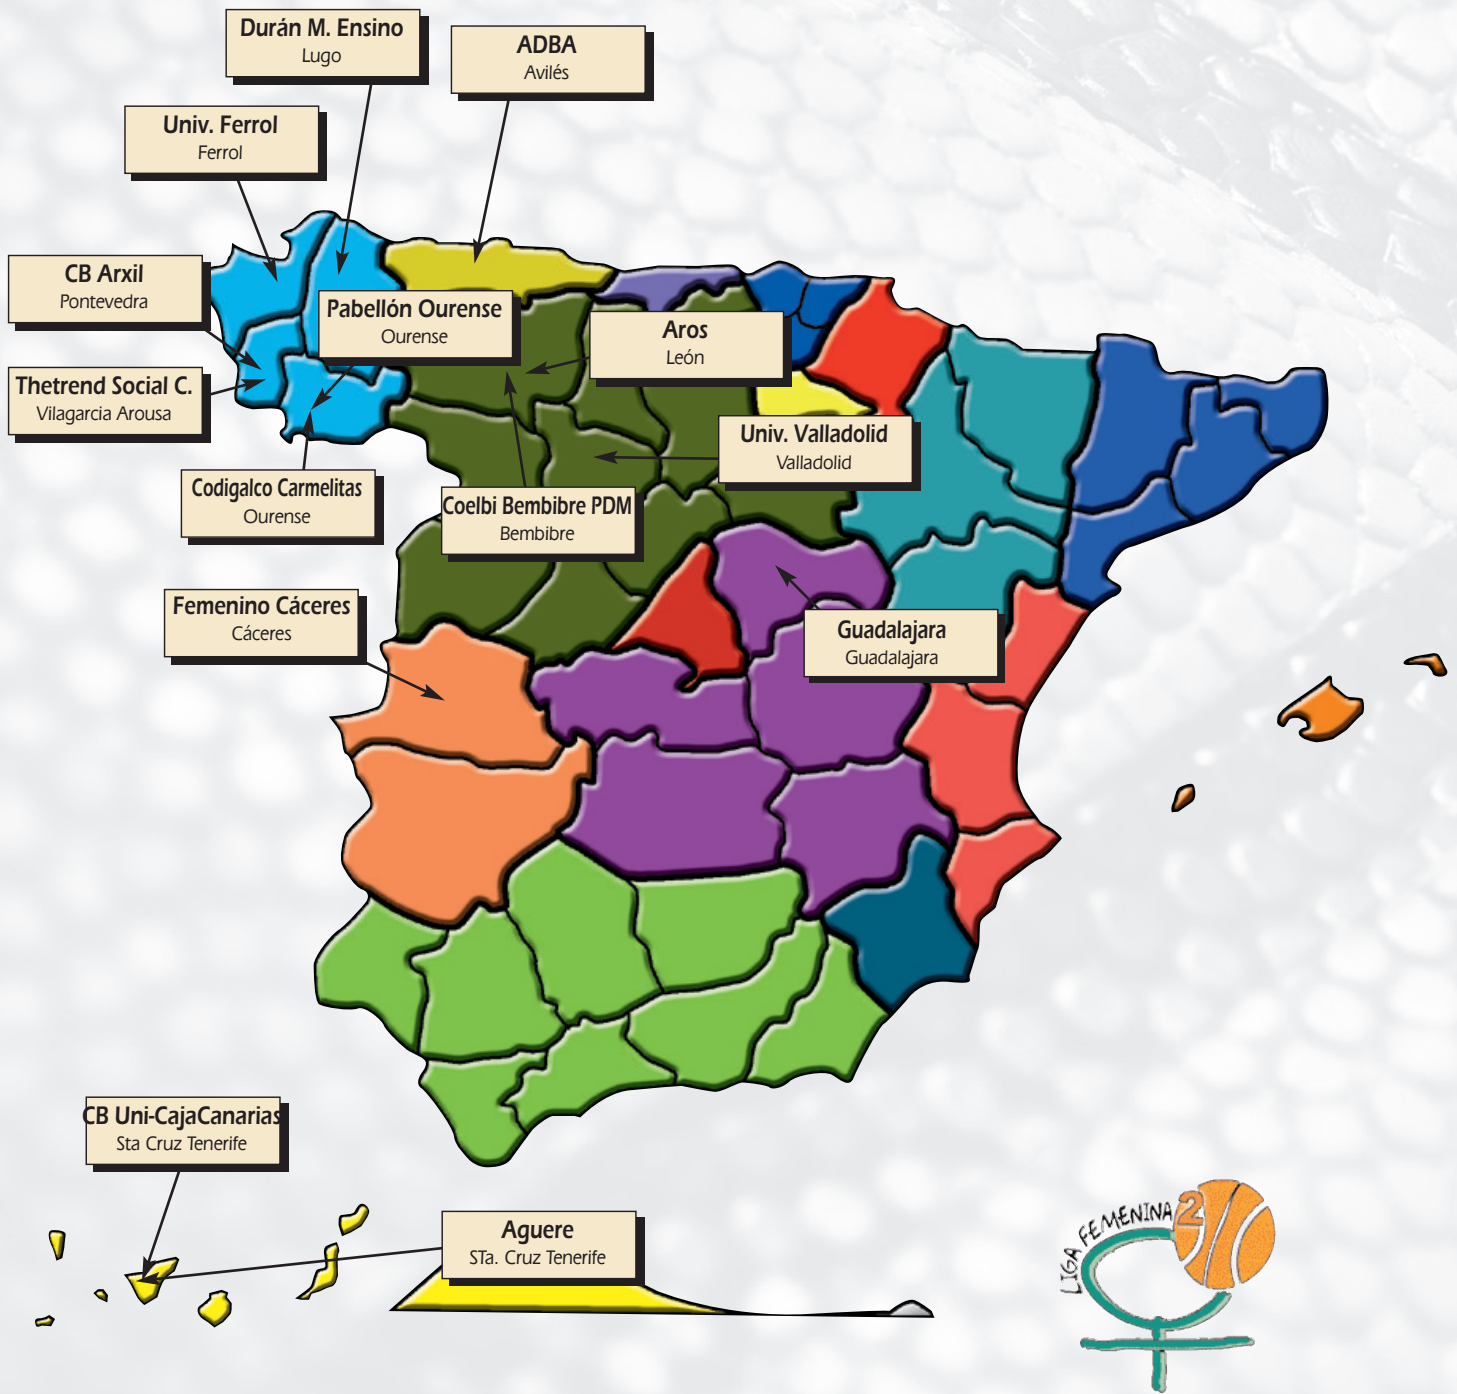 Durán M. Ensino
Lugo
ADBA
Avilés
Univ. Ferrol
Ferrol
CB Arxil
Pontevedra
Pabellón Ourense
Ourense
Aros
León
Thetrend Social C.
Vilagarcia Arousa
Univ. Valladolid
Valladolid
Codigalco Carmelitas
Ourense
Coelbi Bembibre PDM
Bembibre
Femenino Cáceres
Cáceres
Guadalajara
Guadalajara
CB Uni-CajaCanarias
Sta Cruz Tenerife
Aguere
STa. Cruz Tenerife
LIGA FEMENINA 2